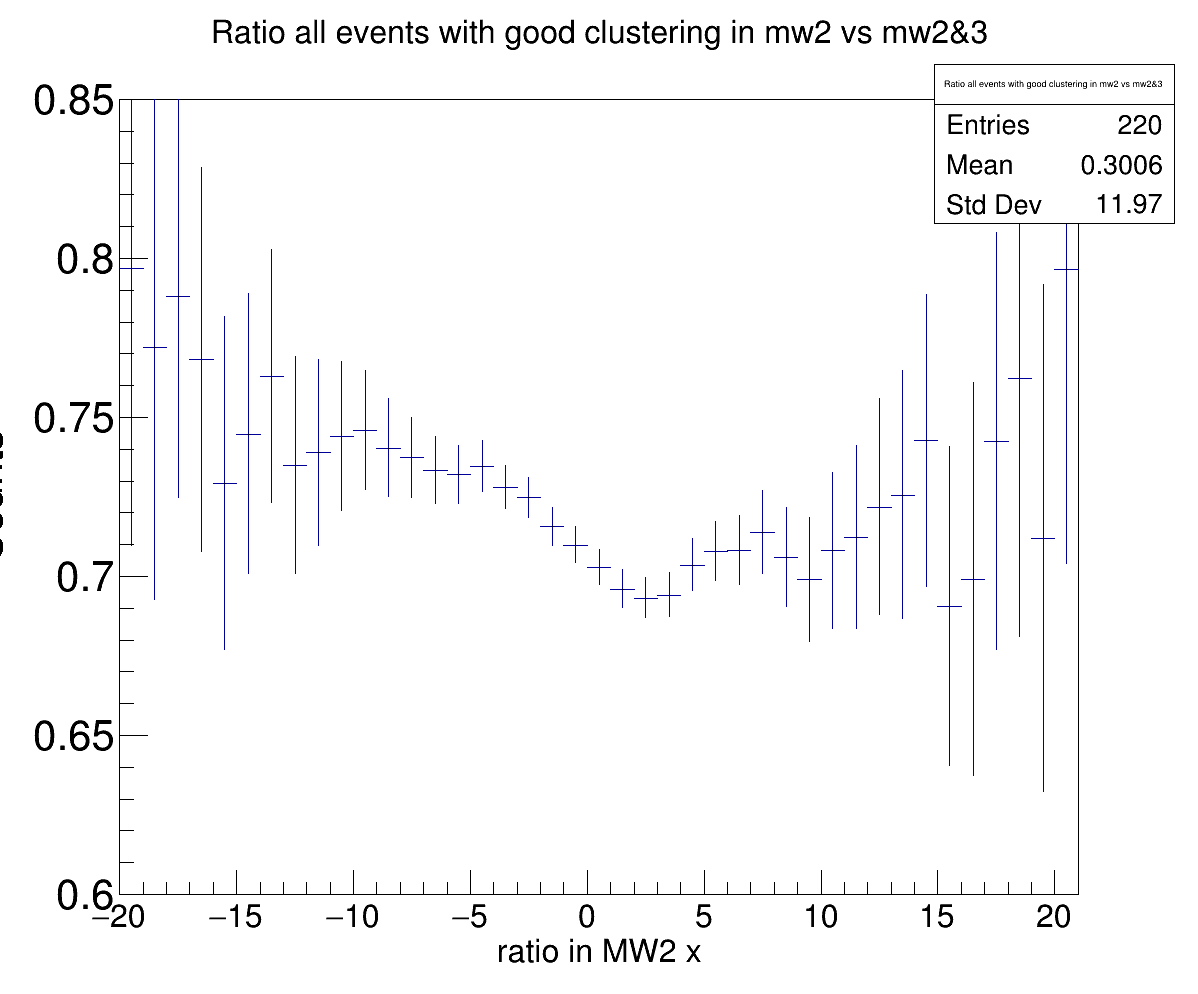 Ratio all events with good clustering in mw2 vs mw2&3
Ratio all events with good clustering in mw2 vs mw2&3
Entries 220
Mean 0.3006
Std Dev 11.97
0.85
0.8
0.75
0.7
0.65
0.6
−20 −15 −10 −5 0 5 10 15 20
ratio in MW2 x